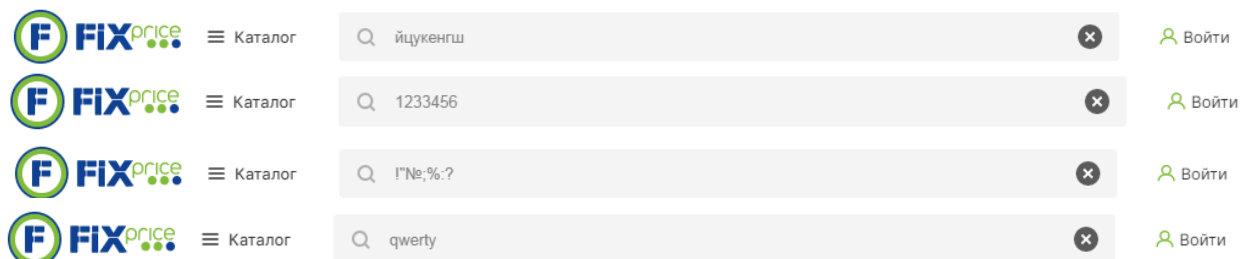 F FiXprice Каталог йцукенгш Войти
F FiXprice Каталог 1233456 Войти
F FiXprice Каталог !"№;%:? Войти
F FiXprice Каталог qwerty Войти